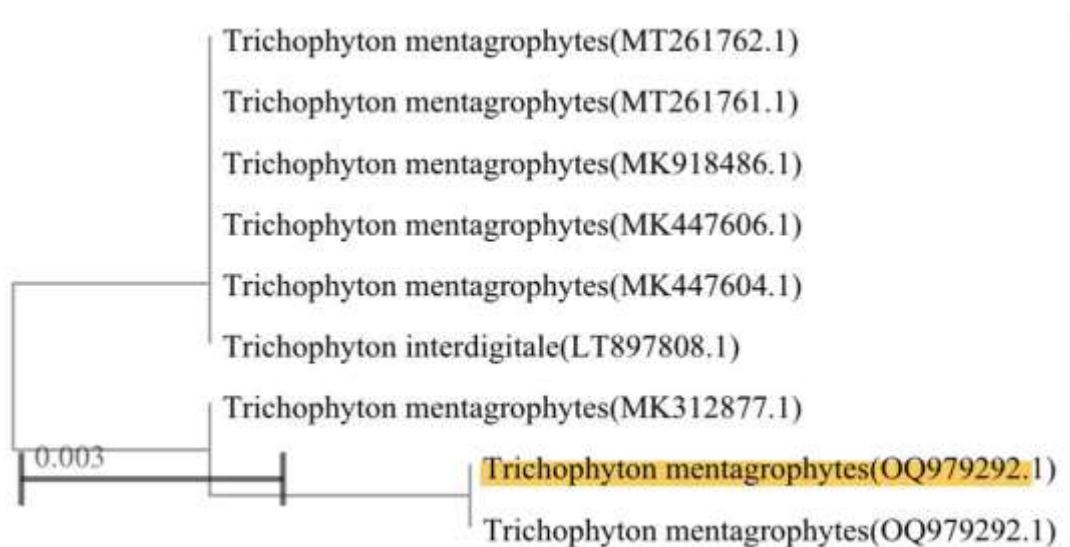 Trichophyton mentagrophytes(MT261762.1)
Trichophyton mentagrophytes(MT261761.1)
Trichophyton mentagrophytes(MK918486.1)
Trichophyton mentagrophytes(MK447606.1)
Trichophyton mentagrophytes(MK447604.1)
Trichophyton interdigitale(LT897808.1)
Trichophyton mentagrophytes(MK312877.1)
0.003
Trichophyton mentagrophytes(OQ979292.1)
Trichophyton mentagrophytes(OQ979292.1)